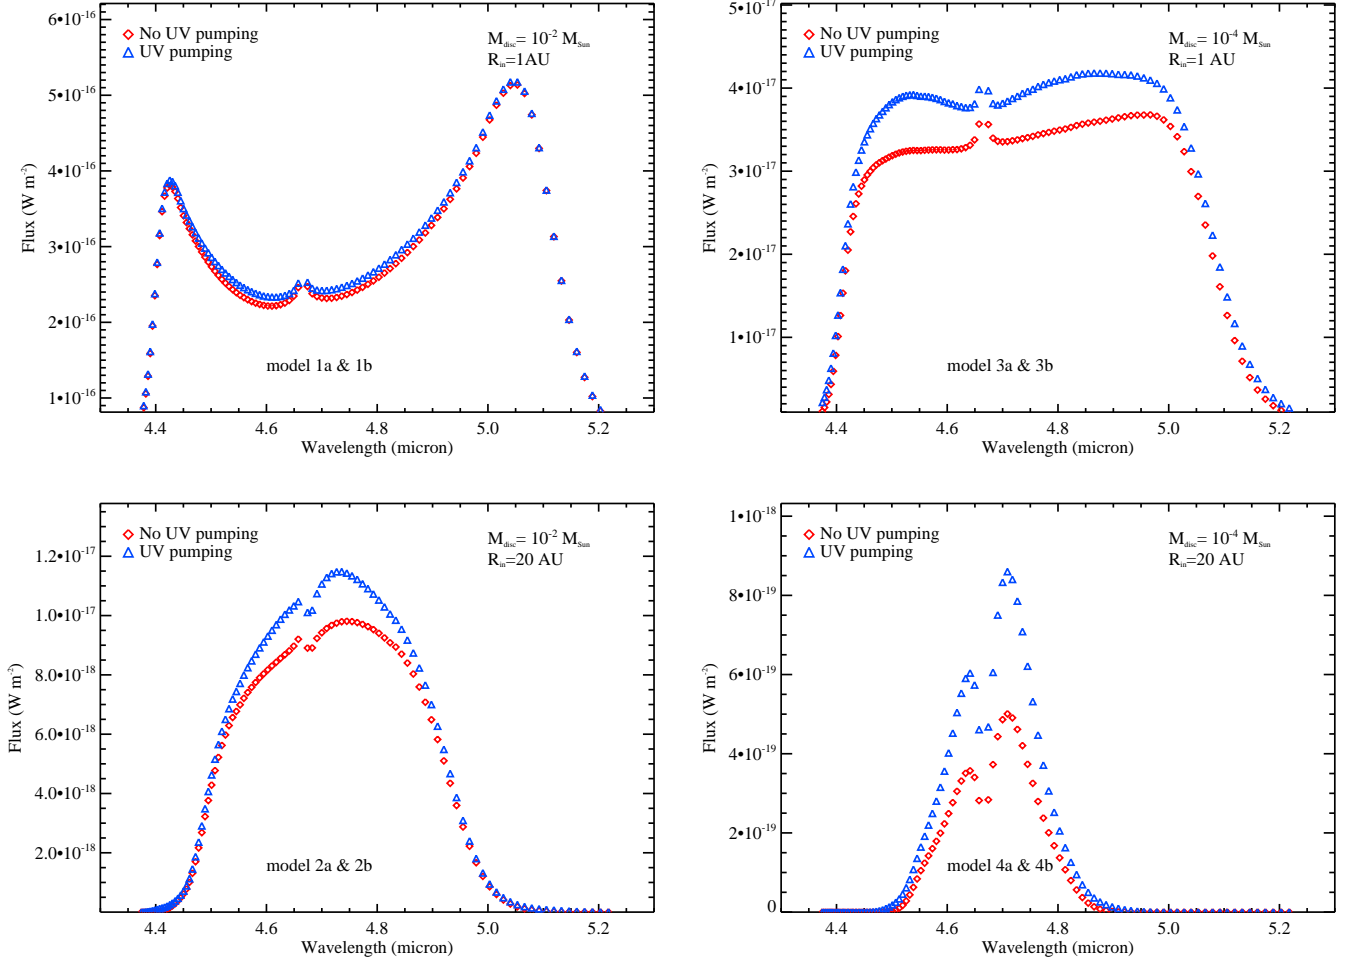 6•10⁻¹⁶
5•10⁻¹⁶
4•10⁻¹⁶
3•10⁻¹⁶
2•10⁻¹⁶
1•10⁻¹⁶
Flux (W m⁻²)
No UV pumping
UV pumping
M_disc= 10⁻² M_Sun
R_in=1AU
model 1a & 1b
4.4 4.6 4.8 5.0 5.2
Wavelength (micron)
5•10⁻¹⁷
4•10⁻¹⁷
3•10⁻¹⁷
2•10⁻¹⁷
1•10⁻¹⁷
Flux (W m⁻²)
No UV pumping
UV pumping
M_disc= 10⁻⁴ M_Sun
R_in=1 AU
model 3a & 3b
4.4 4.6 4.8 5.0 5.2
Wavelength (micron)
1.2•10⁻¹⁷
1.0•10⁻¹⁷
8.0•10⁻¹⁸
6.0•10⁻¹⁸
4.0•10⁻¹⁸
2.0•10⁻¹⁸
Flux (W m⁻²)
No UV pumping
UV pumping
M_disc= 10⁻² M_Sun
R_in=20 AU
model 2a & 2b
4.4 4.6 4.8 5.0 5.2
Wavelength (micron)
1•10⁻¹⁸
8•10⁻¹⁹
6•10⁻¹⁹
4•10⁻¹⁹
2•10⁻¹⁹
0
Flux (W m⁻²)
No UV pumping
UV pumping
M_disc= 10⁻⁴ M_Sun
R_in=20 AU
model 4a & 4b
4.4 4.6 4.8 5.0 5.2
Wavelength (micron)